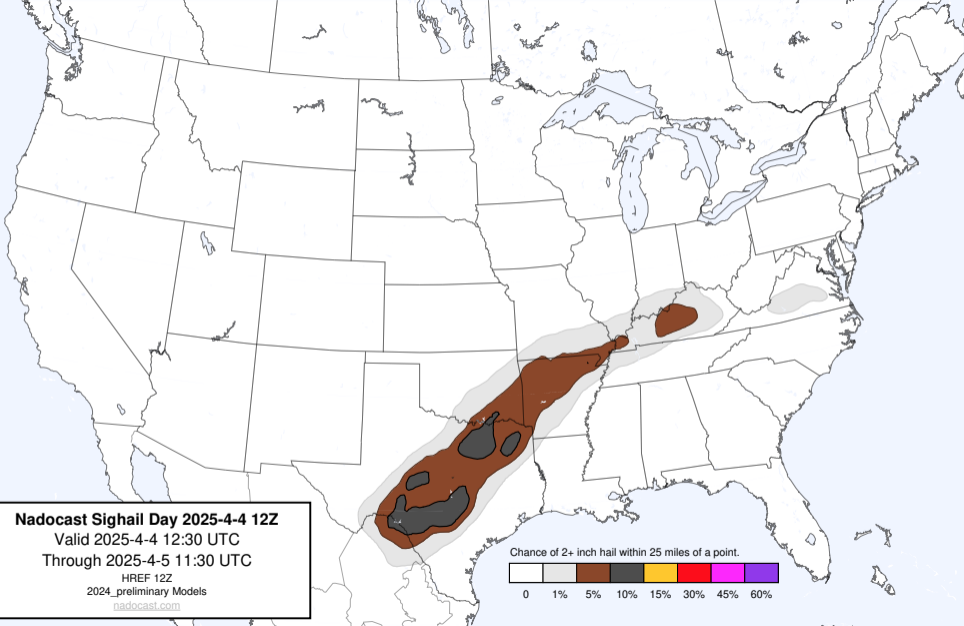 Nadocast Sighail Day 2025-4-4 12Z
Valid 2025-4-4 12:30 UTC
Through 2025-4-5 11:30 UTC
HREF 12Z
2024_preliminary Models
nadocast.com
Chance of 2+ inch hail within 25 miles of a point.
0 1% 5% 10% 15% 30% 45% 60%